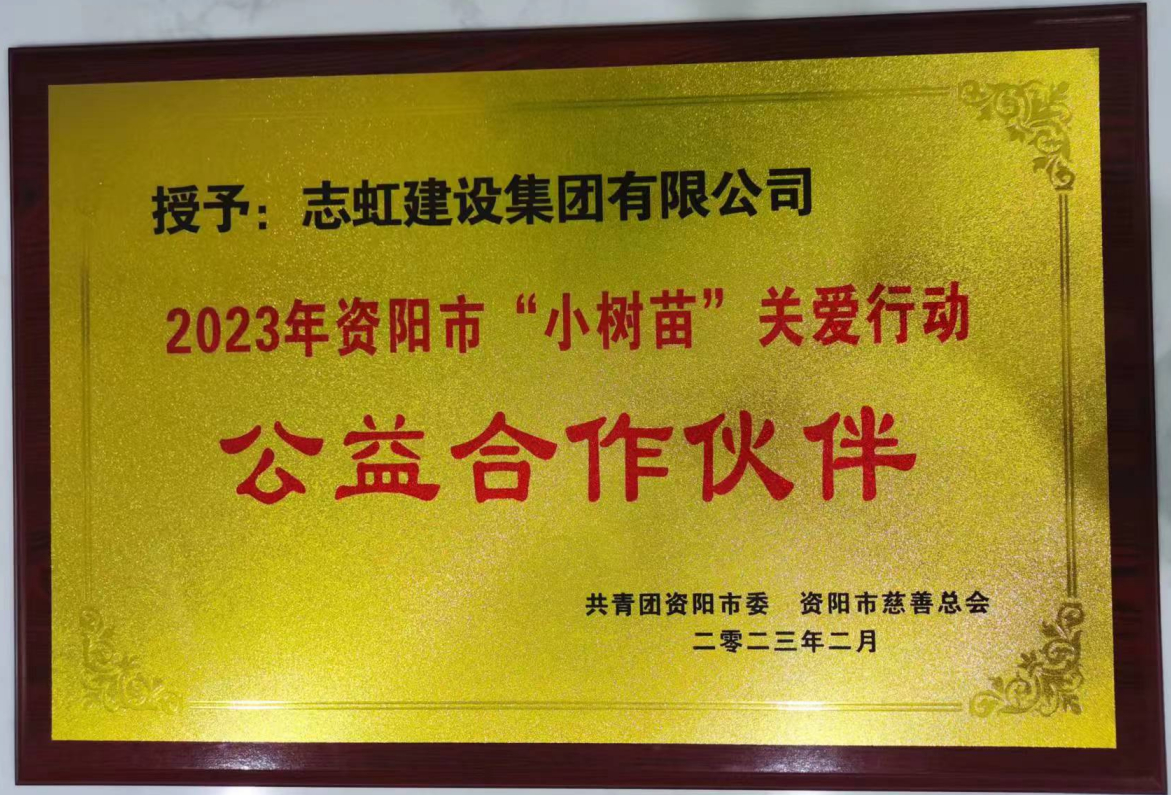 授予：志虹建设集团有限公司
2023年资阳市“小树苗”关爱行动
公益合作伙伴
共青团资阳市委　资阳市慈善总会
二零二三年二月